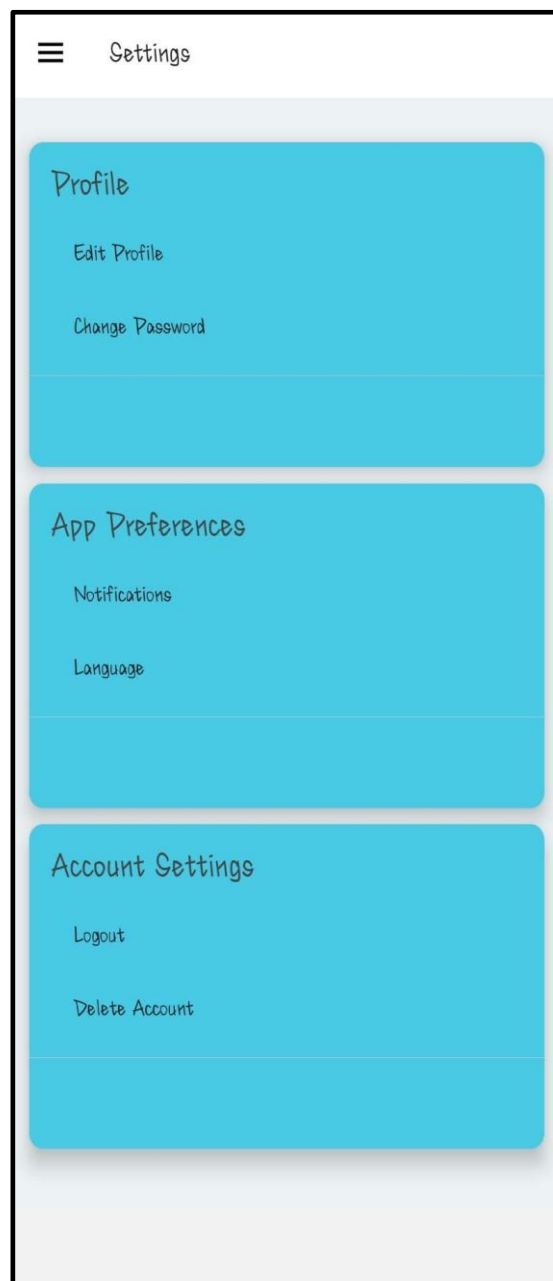 Settings
Profile
Edit Profile
Change Password
App Preferences
Notifications
Language
Account Settings
Logout
Delete Account